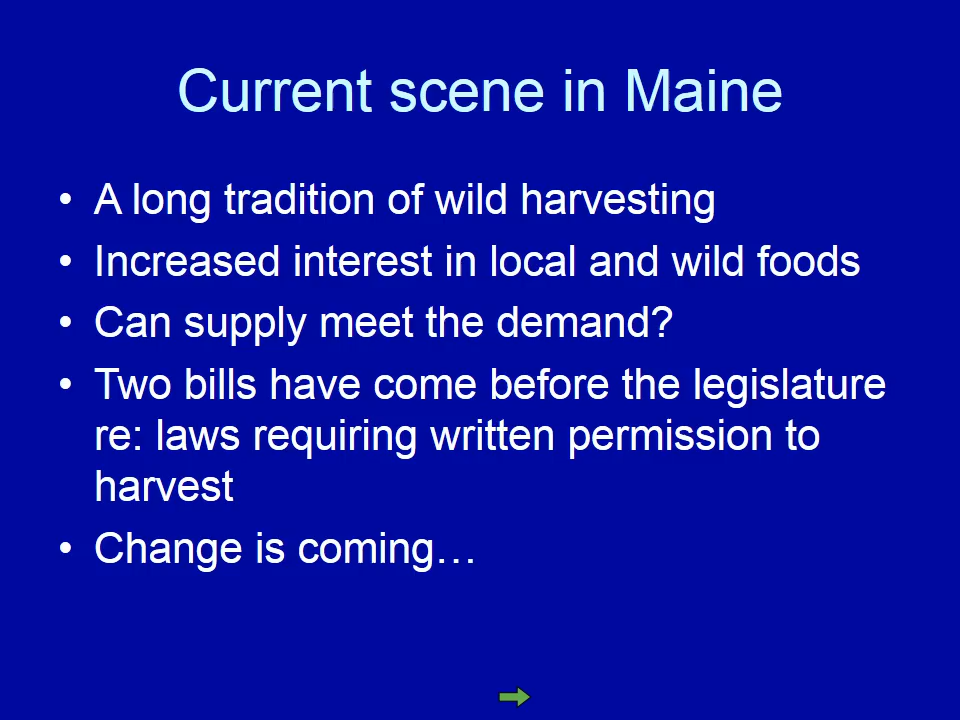 Current scene in Maine
• A long tradition of wild harvesting
• Increased interest in local and wild foods
• Can supply meet the demand?
• Two bills have come before the legislature
re: laws requiring written permission to
harvest
• Change is coming…